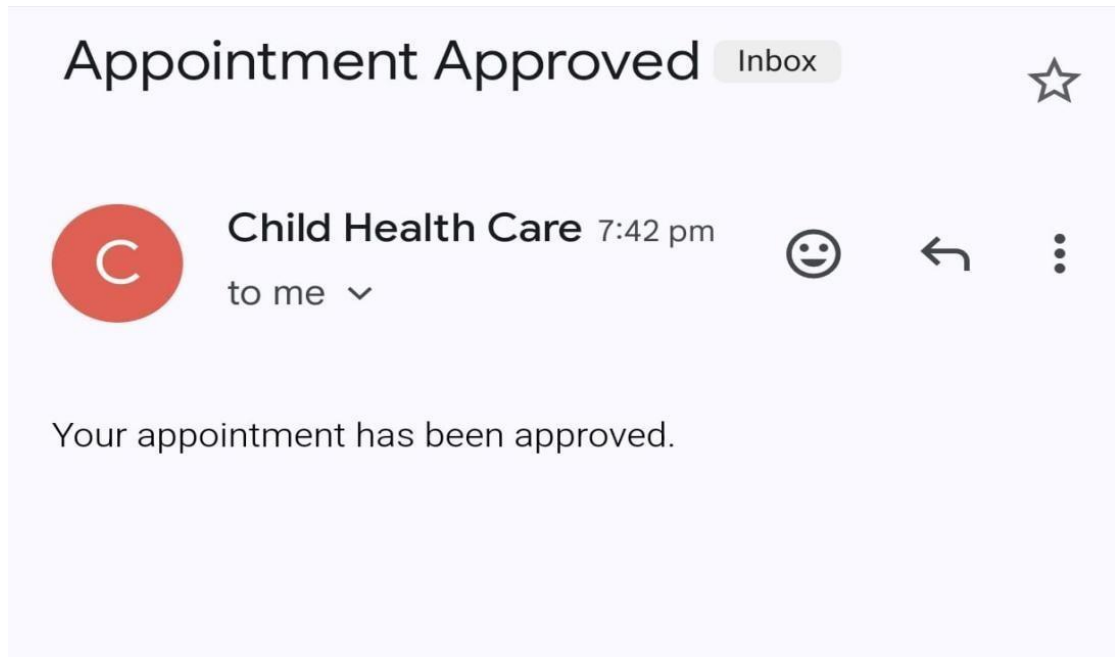 Appointment Approved Inbox
C
Child Health Care 7:42 pm
to me
Your appointment has been approved.